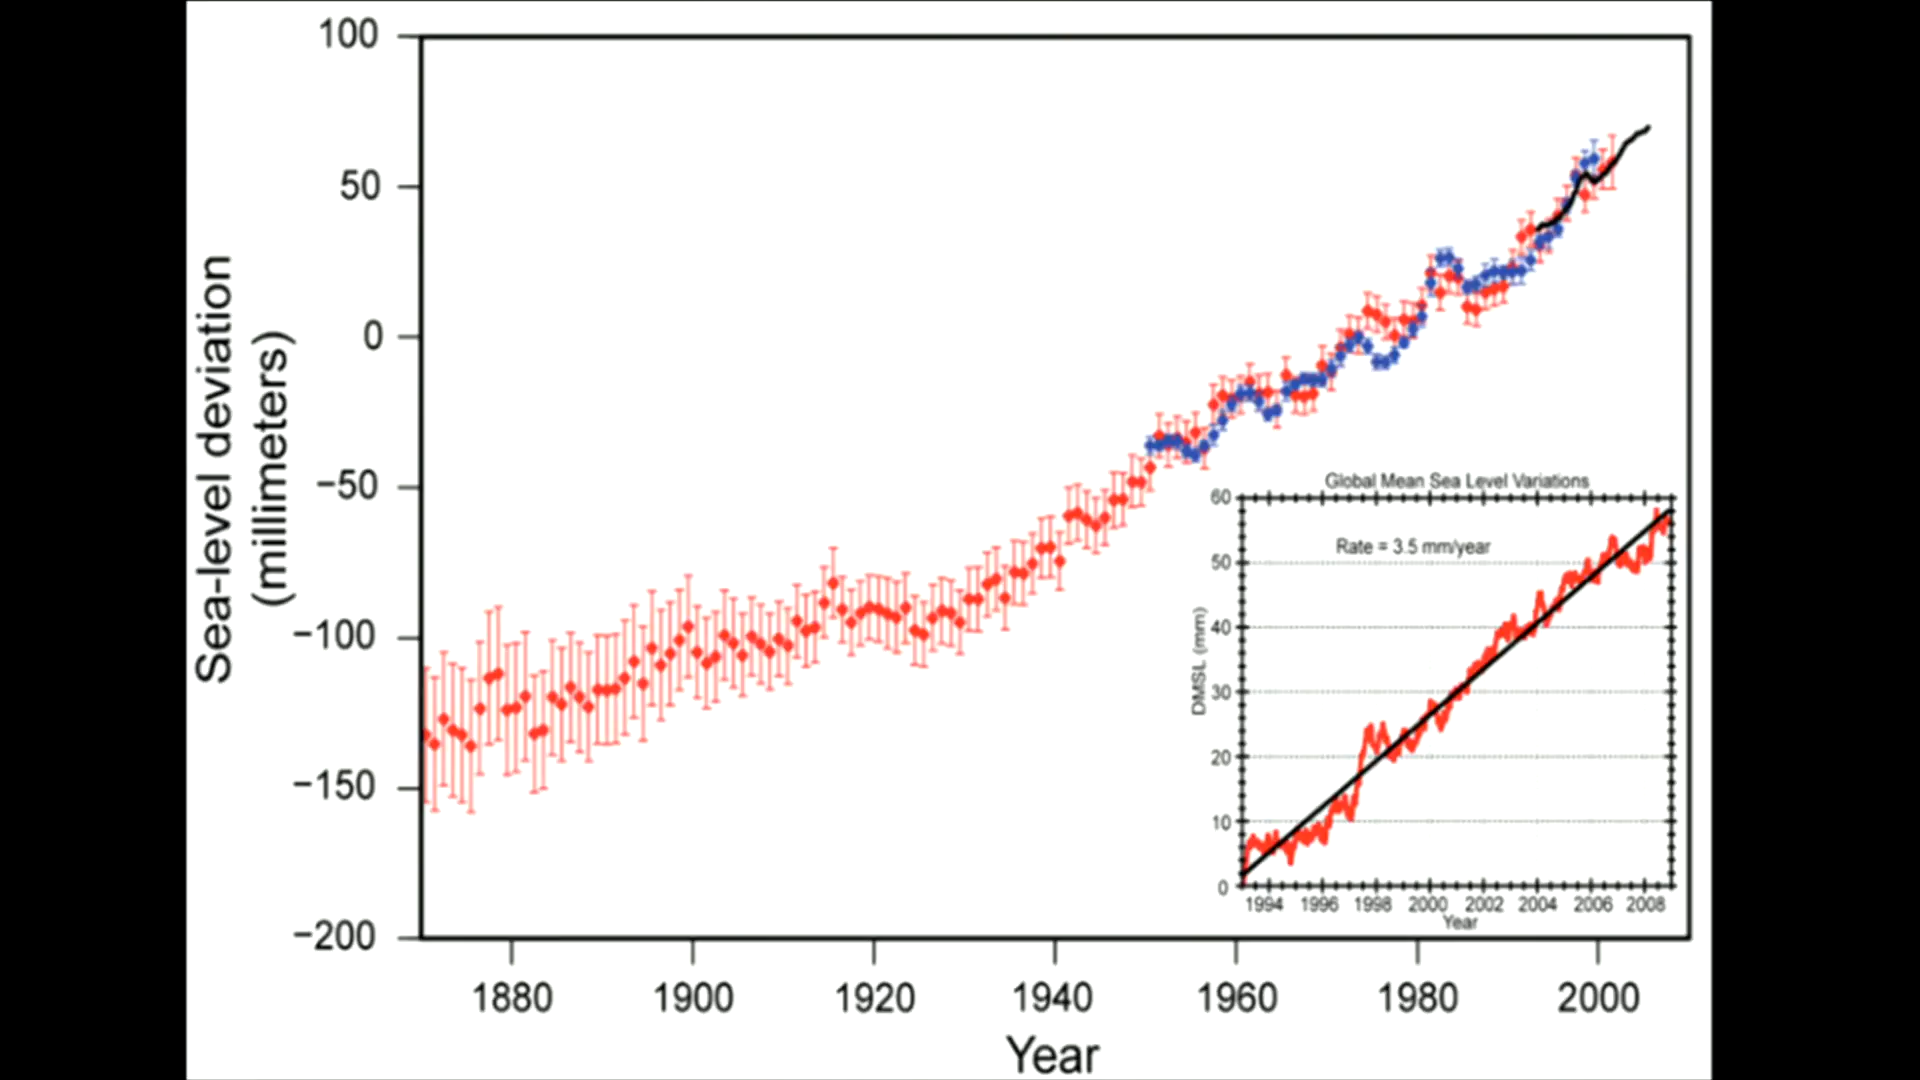 100
50
0
−50
−100
−150
−200
Sea-level deviation
(millimeters)
1880 1900 1920 1940 1960 1980 2000
Year
Global Mean Sea Level Variations
Rate = 3.5 mm/year
60
50
40
30
20
10
0
DMSL (mm)
1994 1996 1998 2000 2002 2004 2006 2008
Year